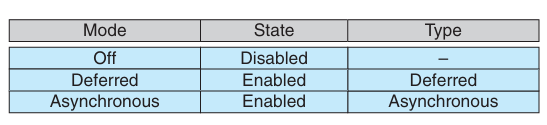 Mode State Type
Off Disabled –
Deferred Enabled Deferred
Asynchronous Enabled Asynchronous